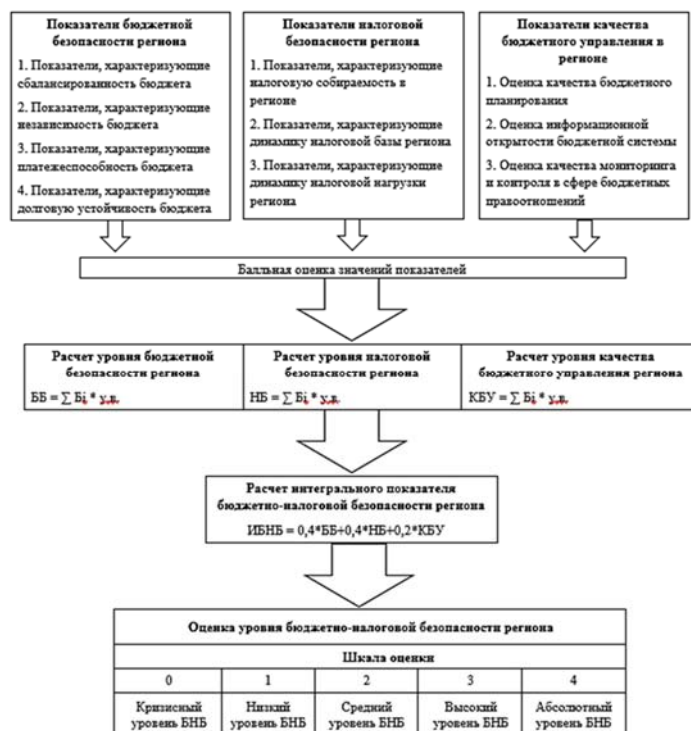 Показатели бюджетной
безопасности региона
1. Показатели, характеризующие
сбалансированность бюджета
2. Показатели, характеризующие
независимость бюджета
3. Показатели, характеризующие
платежеспособность бюджета
4. Показатели, характеризующие
долговую устойчивость бюджета
Показатели налоговой
безопасности региона
1. Показатели, характеризующие
налоговую собираемость в
регионе
2. Показатели, характеризующие
динамику налоговой базы региона
3. Показатели, характеризующие
динамику налоговой нагрузки
региона
Показатели качества
бюджетного управления в
регионе
1. Оценка качества бюджетного
планирования
2. Оценка информационной
открытости бюджетной системы
3. Оценка качества мониторинга
и контроля в сфере бюджетных
правоотношений
Балльная оценка значений показателей
Расчет уровня бюджетной
безопасности региона
ББ = ∑ Бi * у.в.
Расчет уровня налоговой
безопасности региона
НБ = ∑ Бi * у.в.
Расчет уровня качества
бюджетного управления региона
КБУ = ∑ Бi * у.в.
Расчет интегрального показателя
бюджетно-налоговой безопасности региона
ИБНБ = 0,4*ББ+0,4*НБ+0,2*КБУ
Оценка уровня бюджетно-налоговой безопасности региона
Шкала оценки
0 1 2 3 4
Кризисный уровень БНБ
Низкий уровень БНБ
Средний уровень БНБ
Высокий уровень БНБ
Абсолютный уровень БНБ